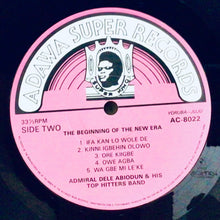 ADAWA SUPER RECORDS
33⅓RPM
SIDE TWO
YORUBA - JUJU
AC-8022
THE BEGINNING OF THE NEW ERA
1 IFA KAN LO WOLE DE
2 KINNI IGBEHIN OLOWO
3 ORE KIIGBE
4 OWE AGBA
5 WA GBE MI LE'KE
ADMIRAL DELE ABIODUN & HIS
TOP HITTERS BAND